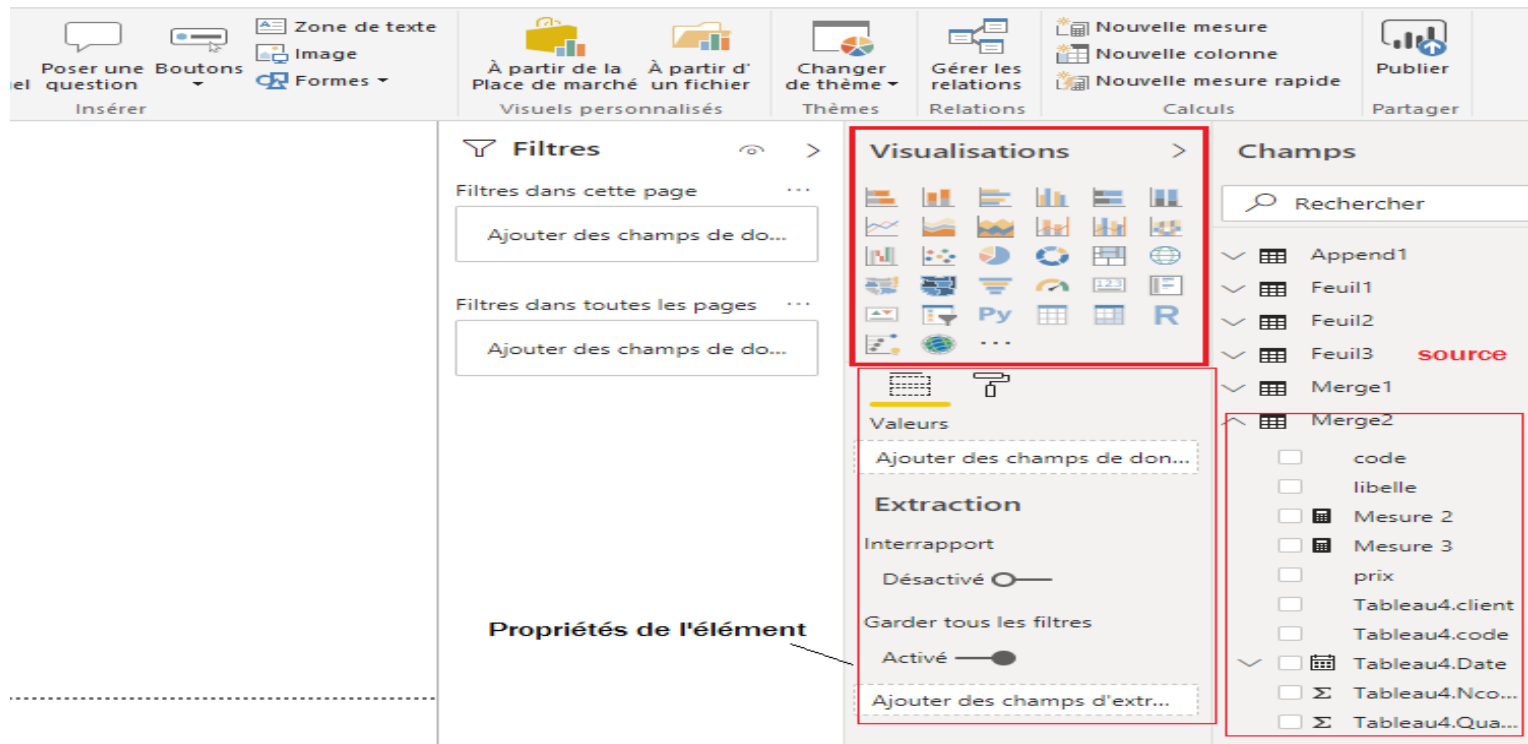 Zone de texte
Image
Formes
Poser une
question
Boutons
el
Insérer
À partir de la
Place de marché
À partir d'
un fichier
Visuels personnalisés
Changer
de thème
Thèmes
Gérer les
relations
Relations
Nouvelle mesure
Nouvelle colonne
Nouvelle mesure rapide
Calculs
Publier
Partager
Filtres
Filtres dans cette page ...
Ajouter des champs de do...
Filtres dans toutes les pages ...
Ajouter des champs de do...
Visualisations
123
Py
R
...
Valeurs
Ajouter des champs de don...
Extraction
Interrapport
Désactivé
Garder tous les filtres
Activé
Ajouter des champs d'extr...
Propriétés de l'élément
Champs
Rechercher
Append1
Feuil1
Feuil2
Feuil3 source
Merge1
Merge2
code
libelle
Mesure 2
Mesure 3
prix
Tableau4.client
Tableau4.code
Tableau4.Date
Σ Tableau4.Nco...
Σ Tableau4.Qua...